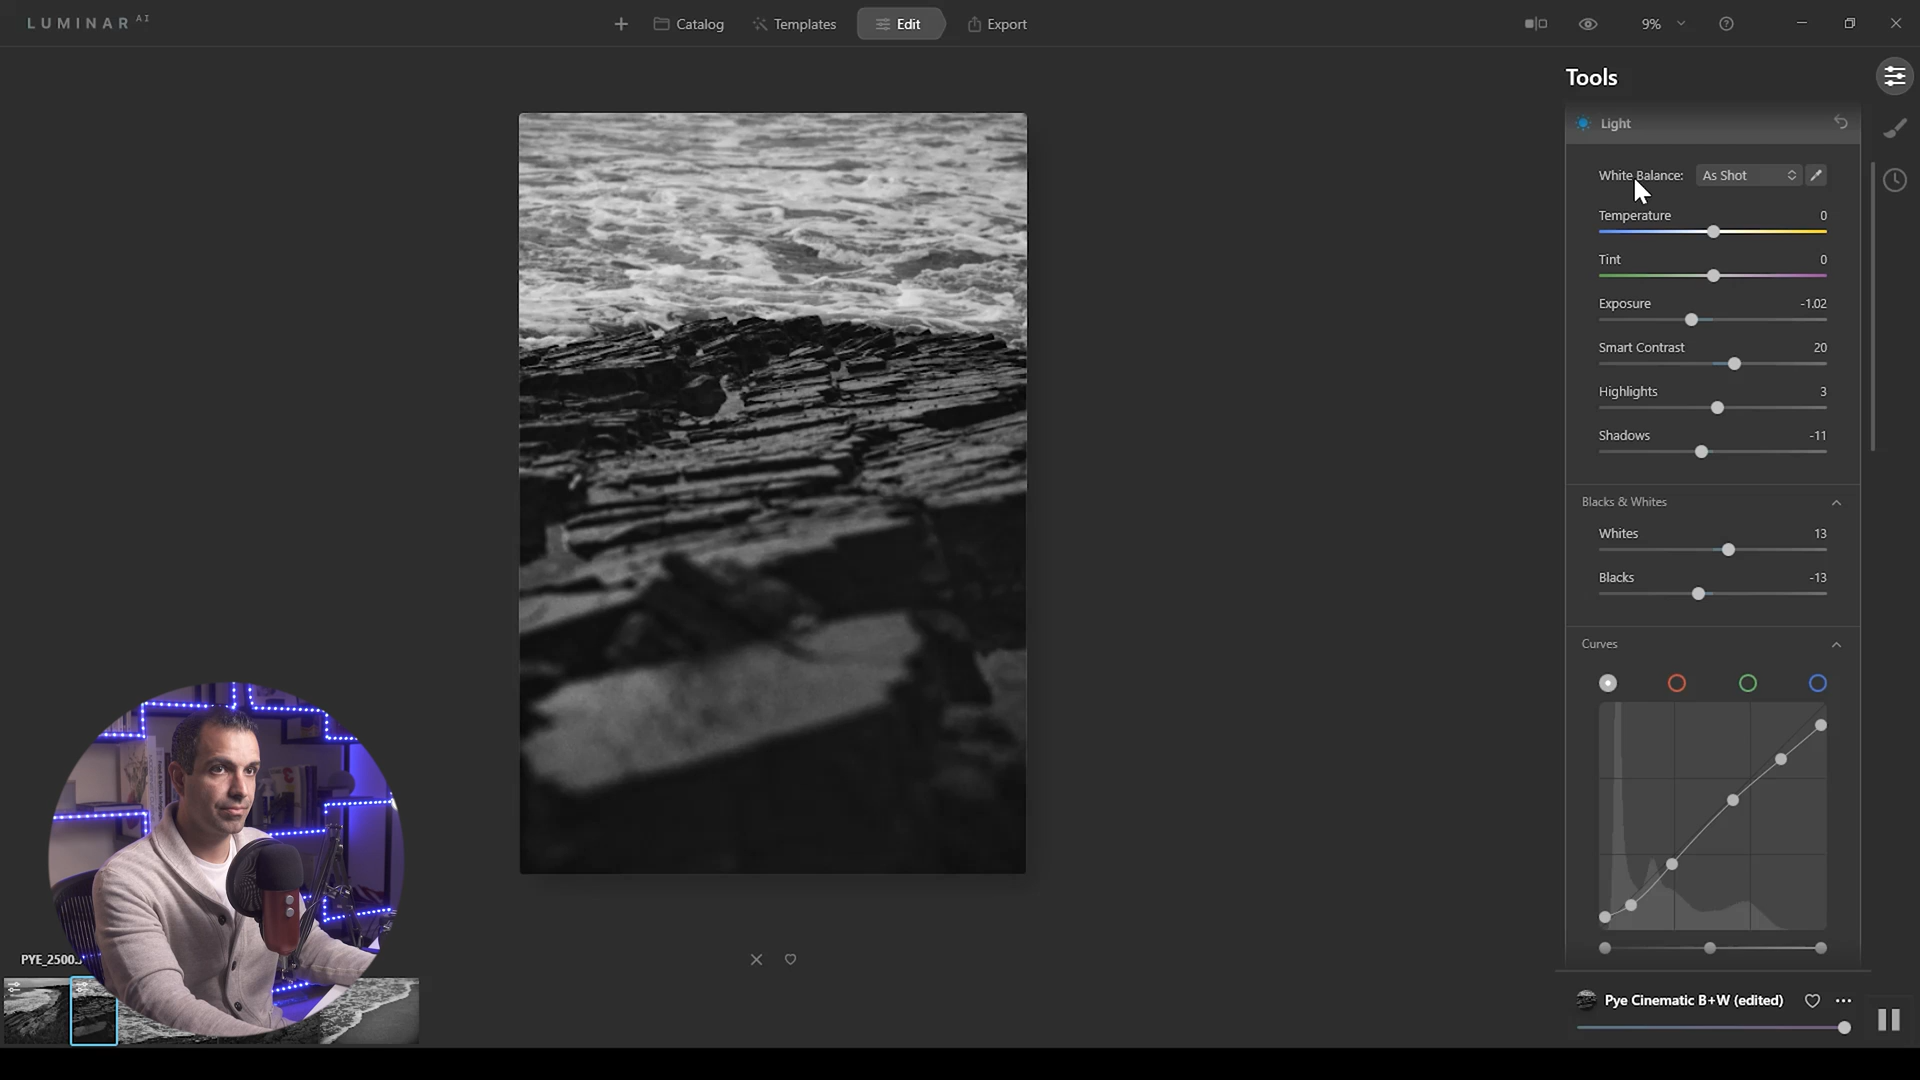 LUMINAR AI
Catalog
Templates
Edit
Export
9%
Tools
Light
White Balance:
As Shot
Temperature
0
Tint
0
Exposure
-1.02
Smart Contrast
20
Highlights
3
Shadows
-11
Blacks & Whites
Whites
13
Blacks
-13
Curves
PYE_2500.
Pye Cinematic B+W (edited)